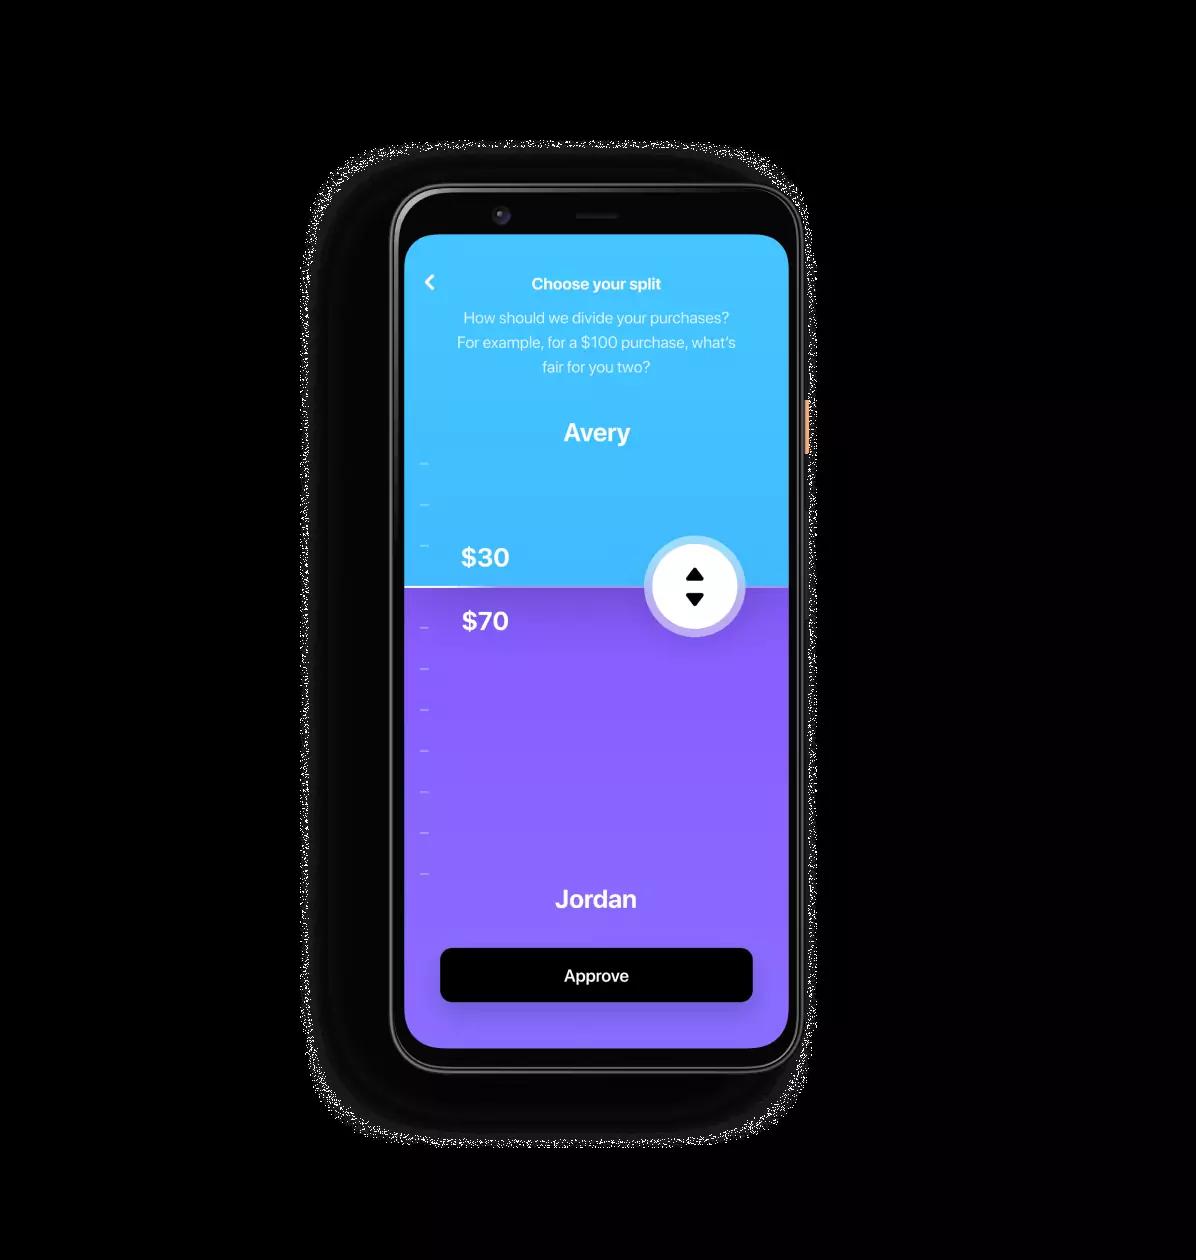 Choose your split
How should we divide your purchases?
For example, for a $100 purchase, what's
fair for you two?
Avery
$30
$70
Jordan
Approve